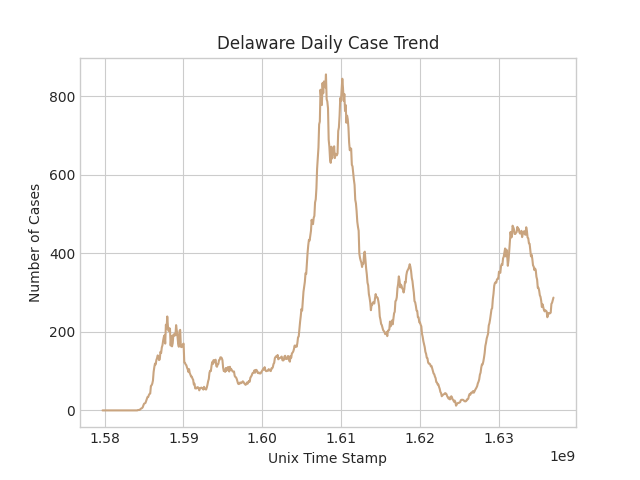 Delaware Daily Case Trend
Number of Cases
800
600
400
200
0
1.58 1.59 1.60 1.61 1.62 1.63
1e9
Unix Time Stamp